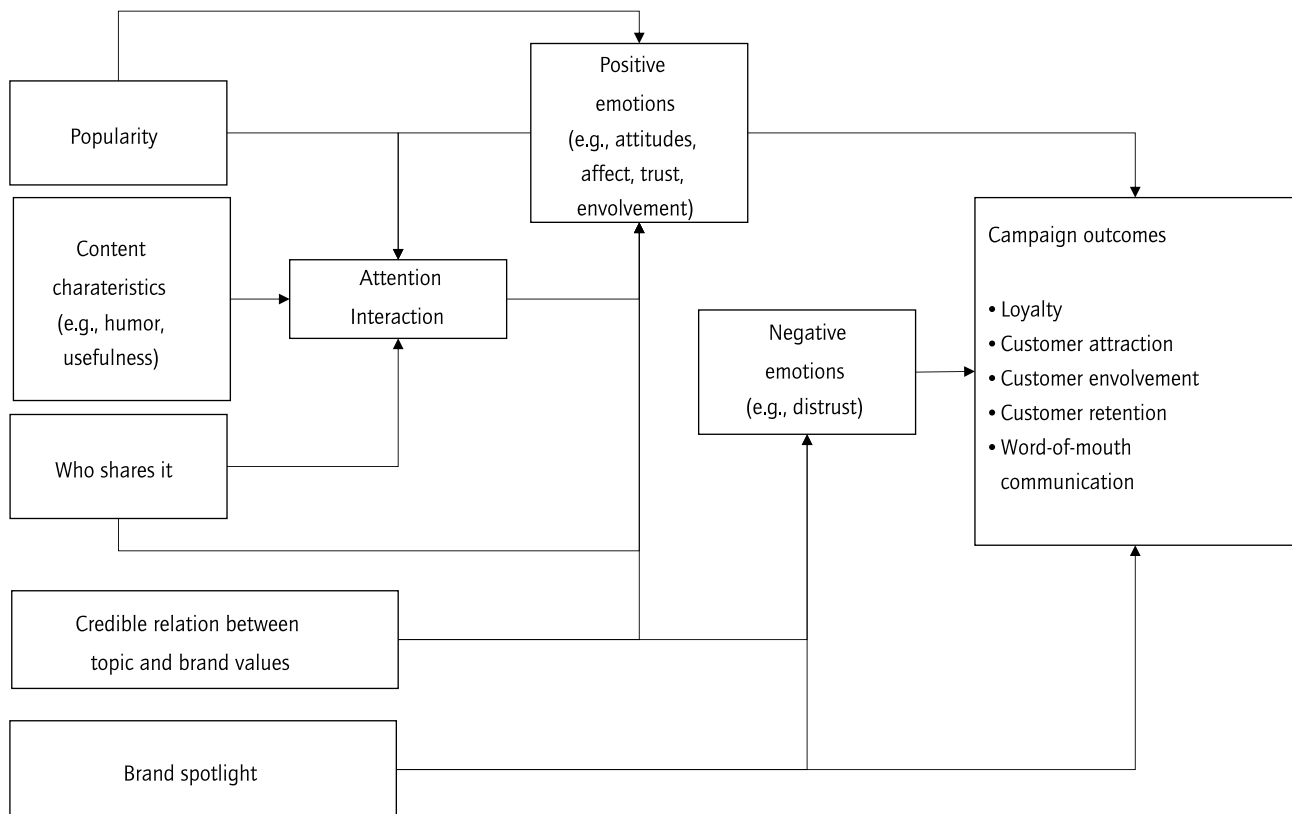 Popularity
Content
charateristics
(e.g., humor,
usefulness)
Who shares it
Credible relation between
topic and brand values
Brand spotlight
Attention
Interaction
Positive
emotions
(e.g., attitudes,
affect, trust,
envolvement)
Negative
emotions
(e.g., distrust)
Campaign outcomes
• Loyalty
• Customer attraction
• Customer envolvement
• Customer retention
• Word-of-mouth
communication